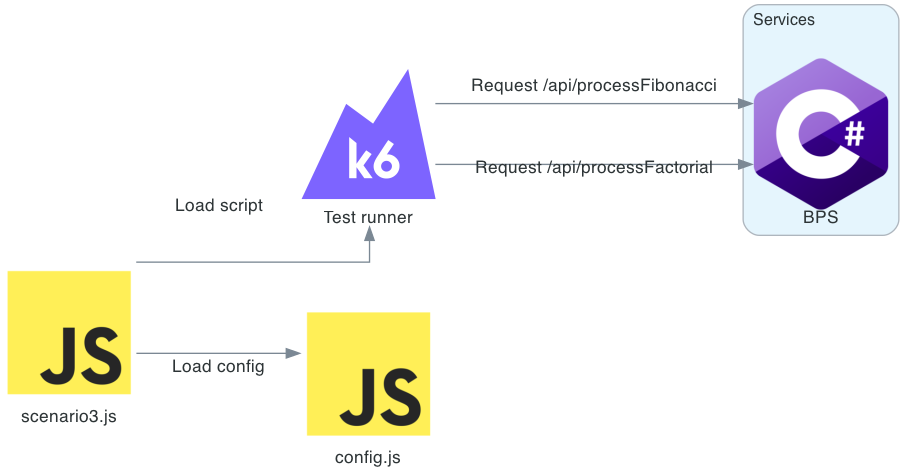 Services
Request /api/processFibonacci
C#
k6
Request /api/processFactorial
Load script
Test runner
BPS
JS
Load config
JS
scenario3.js
config.js